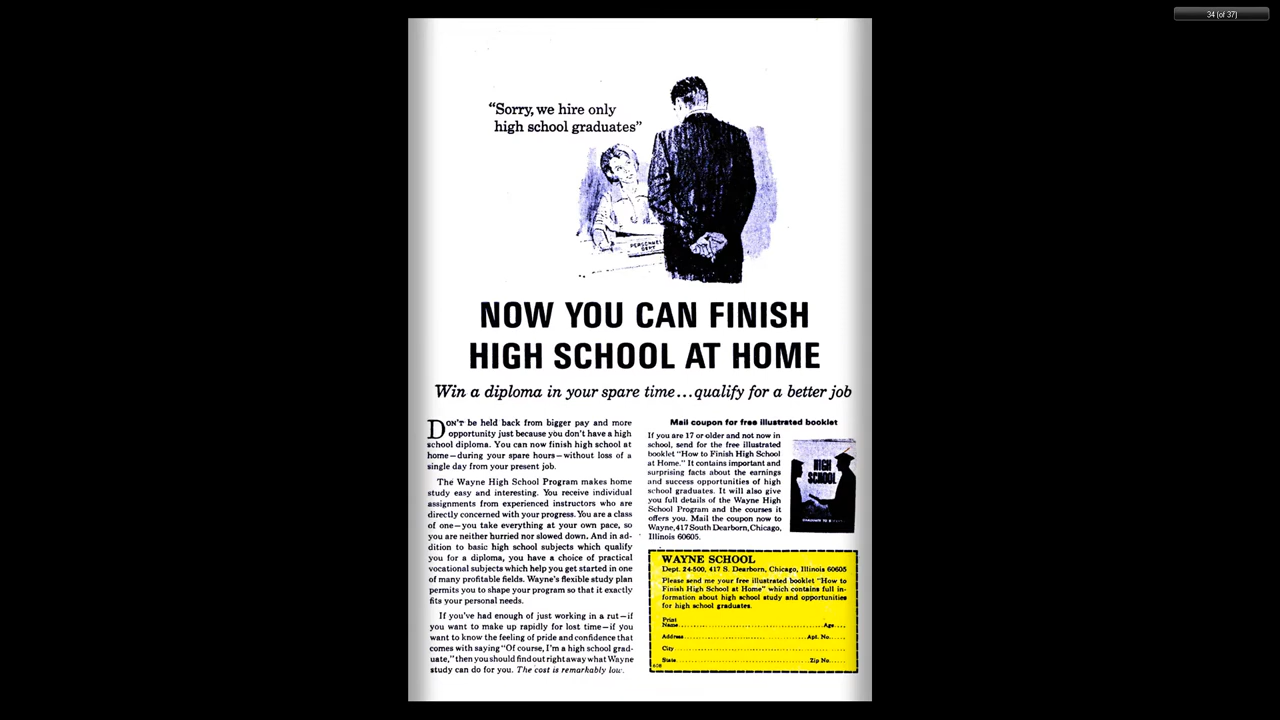 34 (of 37)
“Sorry, we hire only
high school graduates”
PERSONNEL
DEPT
NOW YOU CAN FINISH
HIGH SCHOOL AT HOME
Win a diploma in your spare time...qualify for a better job
DON'T be held back from bigger pay and more
opportunity just because you don't have a high
school diploma. You can now finish high school at
home—during your spare hours—without loss of a
single day from your present job.
The Wayne High School Program makes home
study easy and interesting. You receive individual
assignments from experienced instructors who are
directly concerned with your progress. You are a class
of one—you take everything at your own pace, so
you are neither hurried nor slowed down. And in ad-
dition to basic high school subjects which qualify
you for a diploma, you have a choice of practical
vocational subjects which help you get started in one
of many profitable fields. Wayne's flexible study plan
permits you to shape your program so that it exactly
fits your personal needs.
If you've had enough of just working in a rut—if
you want to make up rapidly for lost time—if you
want to know the feeling of pride and confidence that
comes with saying "Of course, I'm a high school grad-
uate," then you should find out right away what Wayne
study can do for you. The cost is remarkably low.
Mail coupon for free illustrated booklet
If you are 17 or older and not now in
school, send for the free illustrated
booklet "How to Finish High School
at Home." It contains important and
surprising facts about the earnings
and success opportunities of high
school graduates. It will also give
you full details of the Wayne High
School Program and the courses it
offers you. Mail the coupon now to
Wayne, 417 South Dearborn, Chicago,
Illinois 60605.
HIGH
SCHOOL
WAYNE SCHOOL
Dept. 24-500, 417 S. Dearborn, Chicago, Illinois 60605
Please send me your free illustrated booklet "How to
Finish High School at Home" which contains full in-
formation about high school study and opportunities
for high school graduates.
Print
Name Age
Address Apt. No.
City
State Zip No.